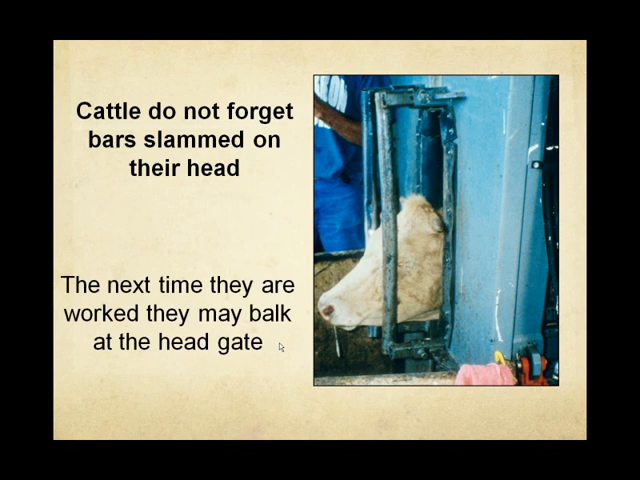 Cattle do not forget
bars slammed on
their head
The next time they are
worked they may balk
at the head gate